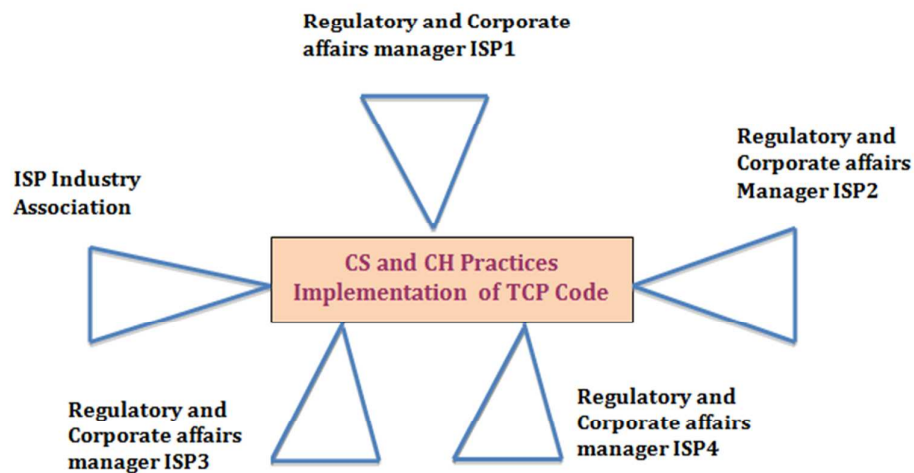 Regulatory and Corporate
affairs manager ISP1
Regulatory and
Corporate affairs
Manager ISP2
ISP Industry
Association
CS and CH Practices
Implementation of TCP Code
Regulatory and
Corporate affairs
manager ISP3
Regulatory and
Corporate affairs
manager ISP4